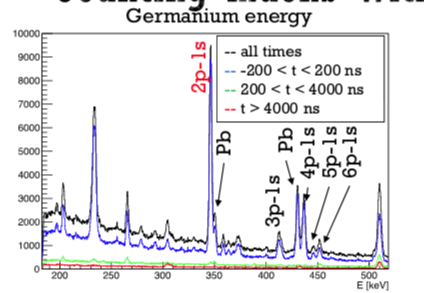 Germanium energy
10000
9000
8000
7000
6000
5000
4000
3000
2000
1000
0
200
250
300
350
400
450
500
E [keV]
all times
-200 < t < 200 ns
200 < t < 4000 ns
t > 4000 ns
2p-1s
Pb
3p-1s
Pb
4p-1s
5p-1s
6p-1s